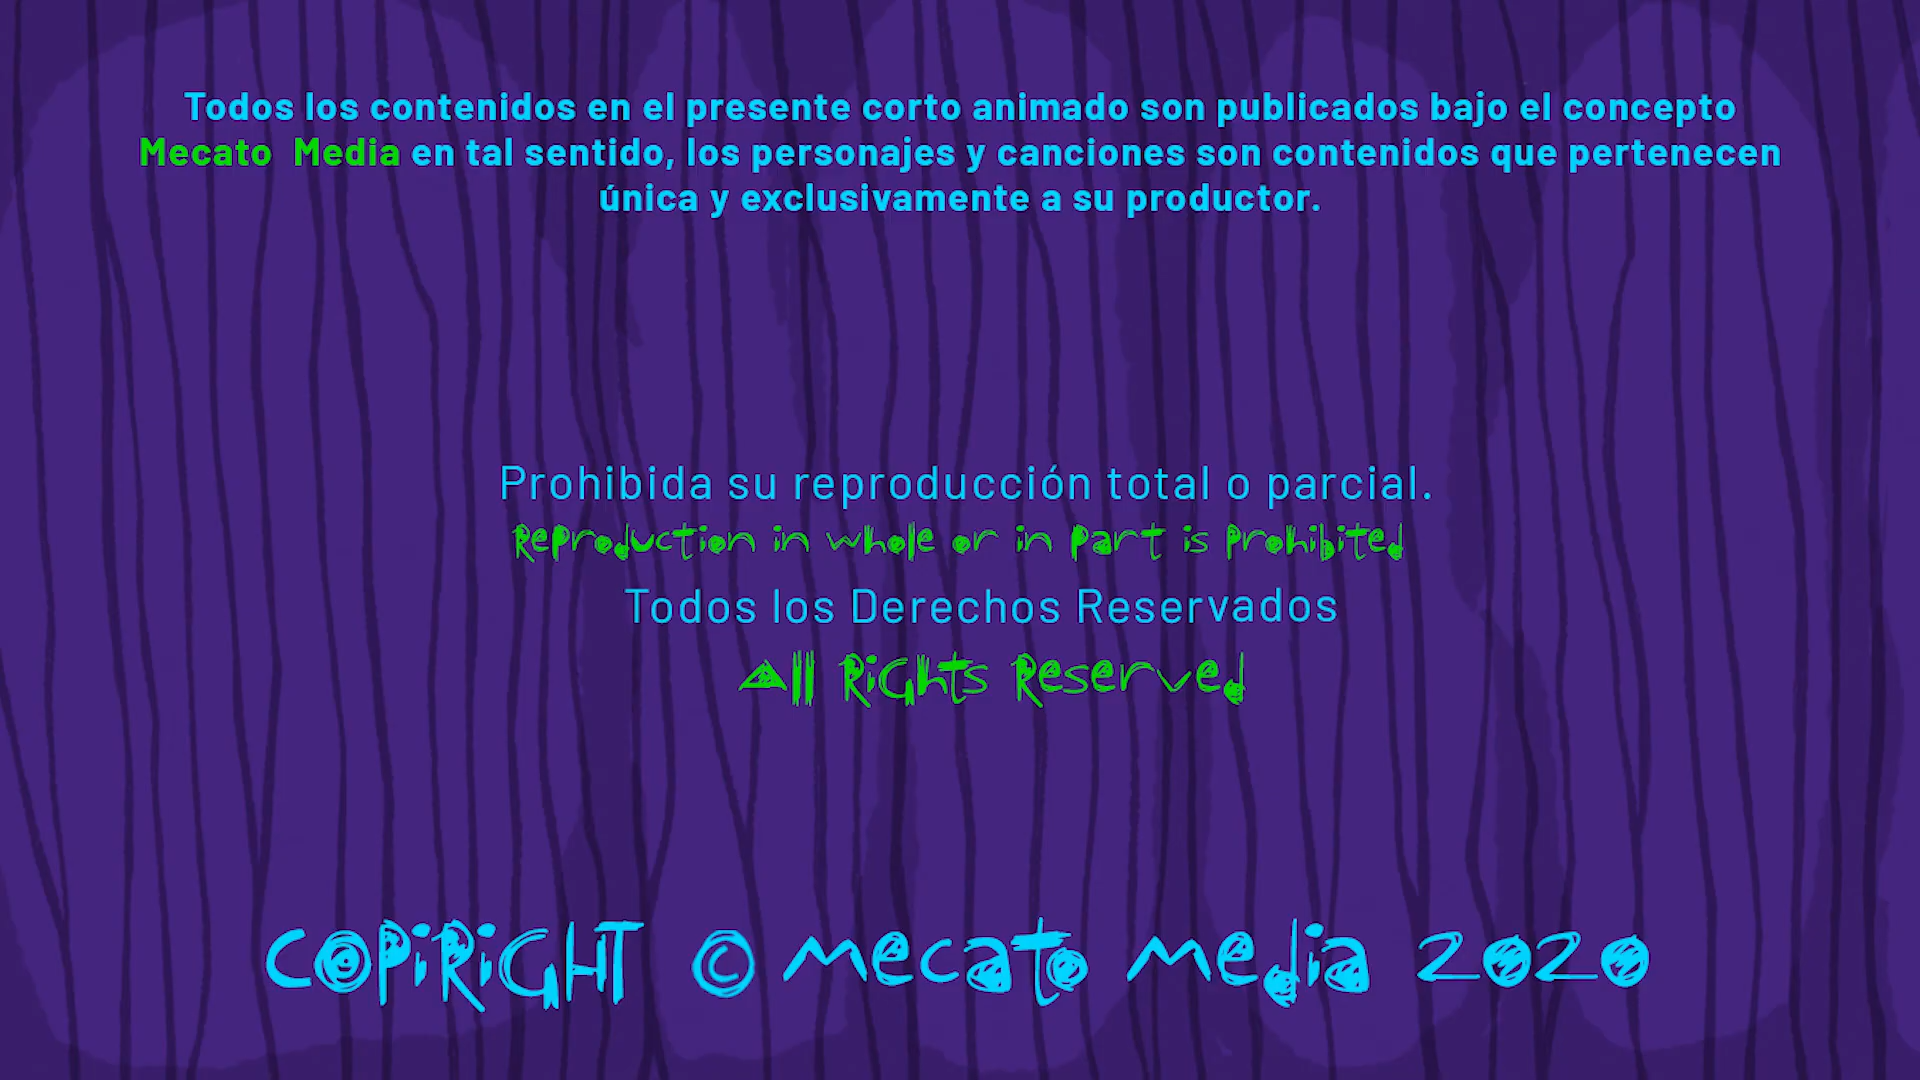 Todos los contenidos en el presente corto animado son publicados bajo el concepto
Mecato Media en tal sentido, los personajes y canciones son contenidos que pertenecen
única y exclusivamente a su productor.
Prohibida su reproducción total o parcial.
Reproduction in whole or in part is prohibited
Todos los Derechos Reservados
All Rights Reserved
COPiRiGHT © mecato media 2020